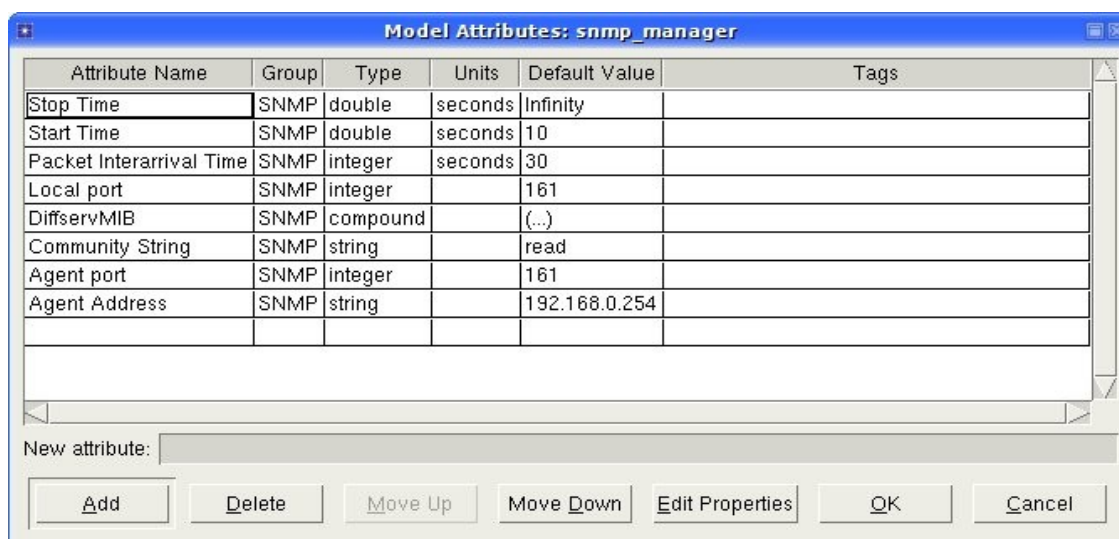 Model Attributes: snmp_manager
Attribute Name Group Type Units Default Value Tags
Stop Time SNMP double seconds Infinity
Start Time SNMP double seconds 10
Packet Interarrival Time SNMP integer seconds 30
Local port SNMP integer 161
DiffservMIB SNMP compound (...)
Community String SNMP string read
Agent port SNMP integer 161
Agent Address SNMP string 192.168.0.254
New attribute:
Add Delete Move Up Move Down Edit Properties OK Cancel